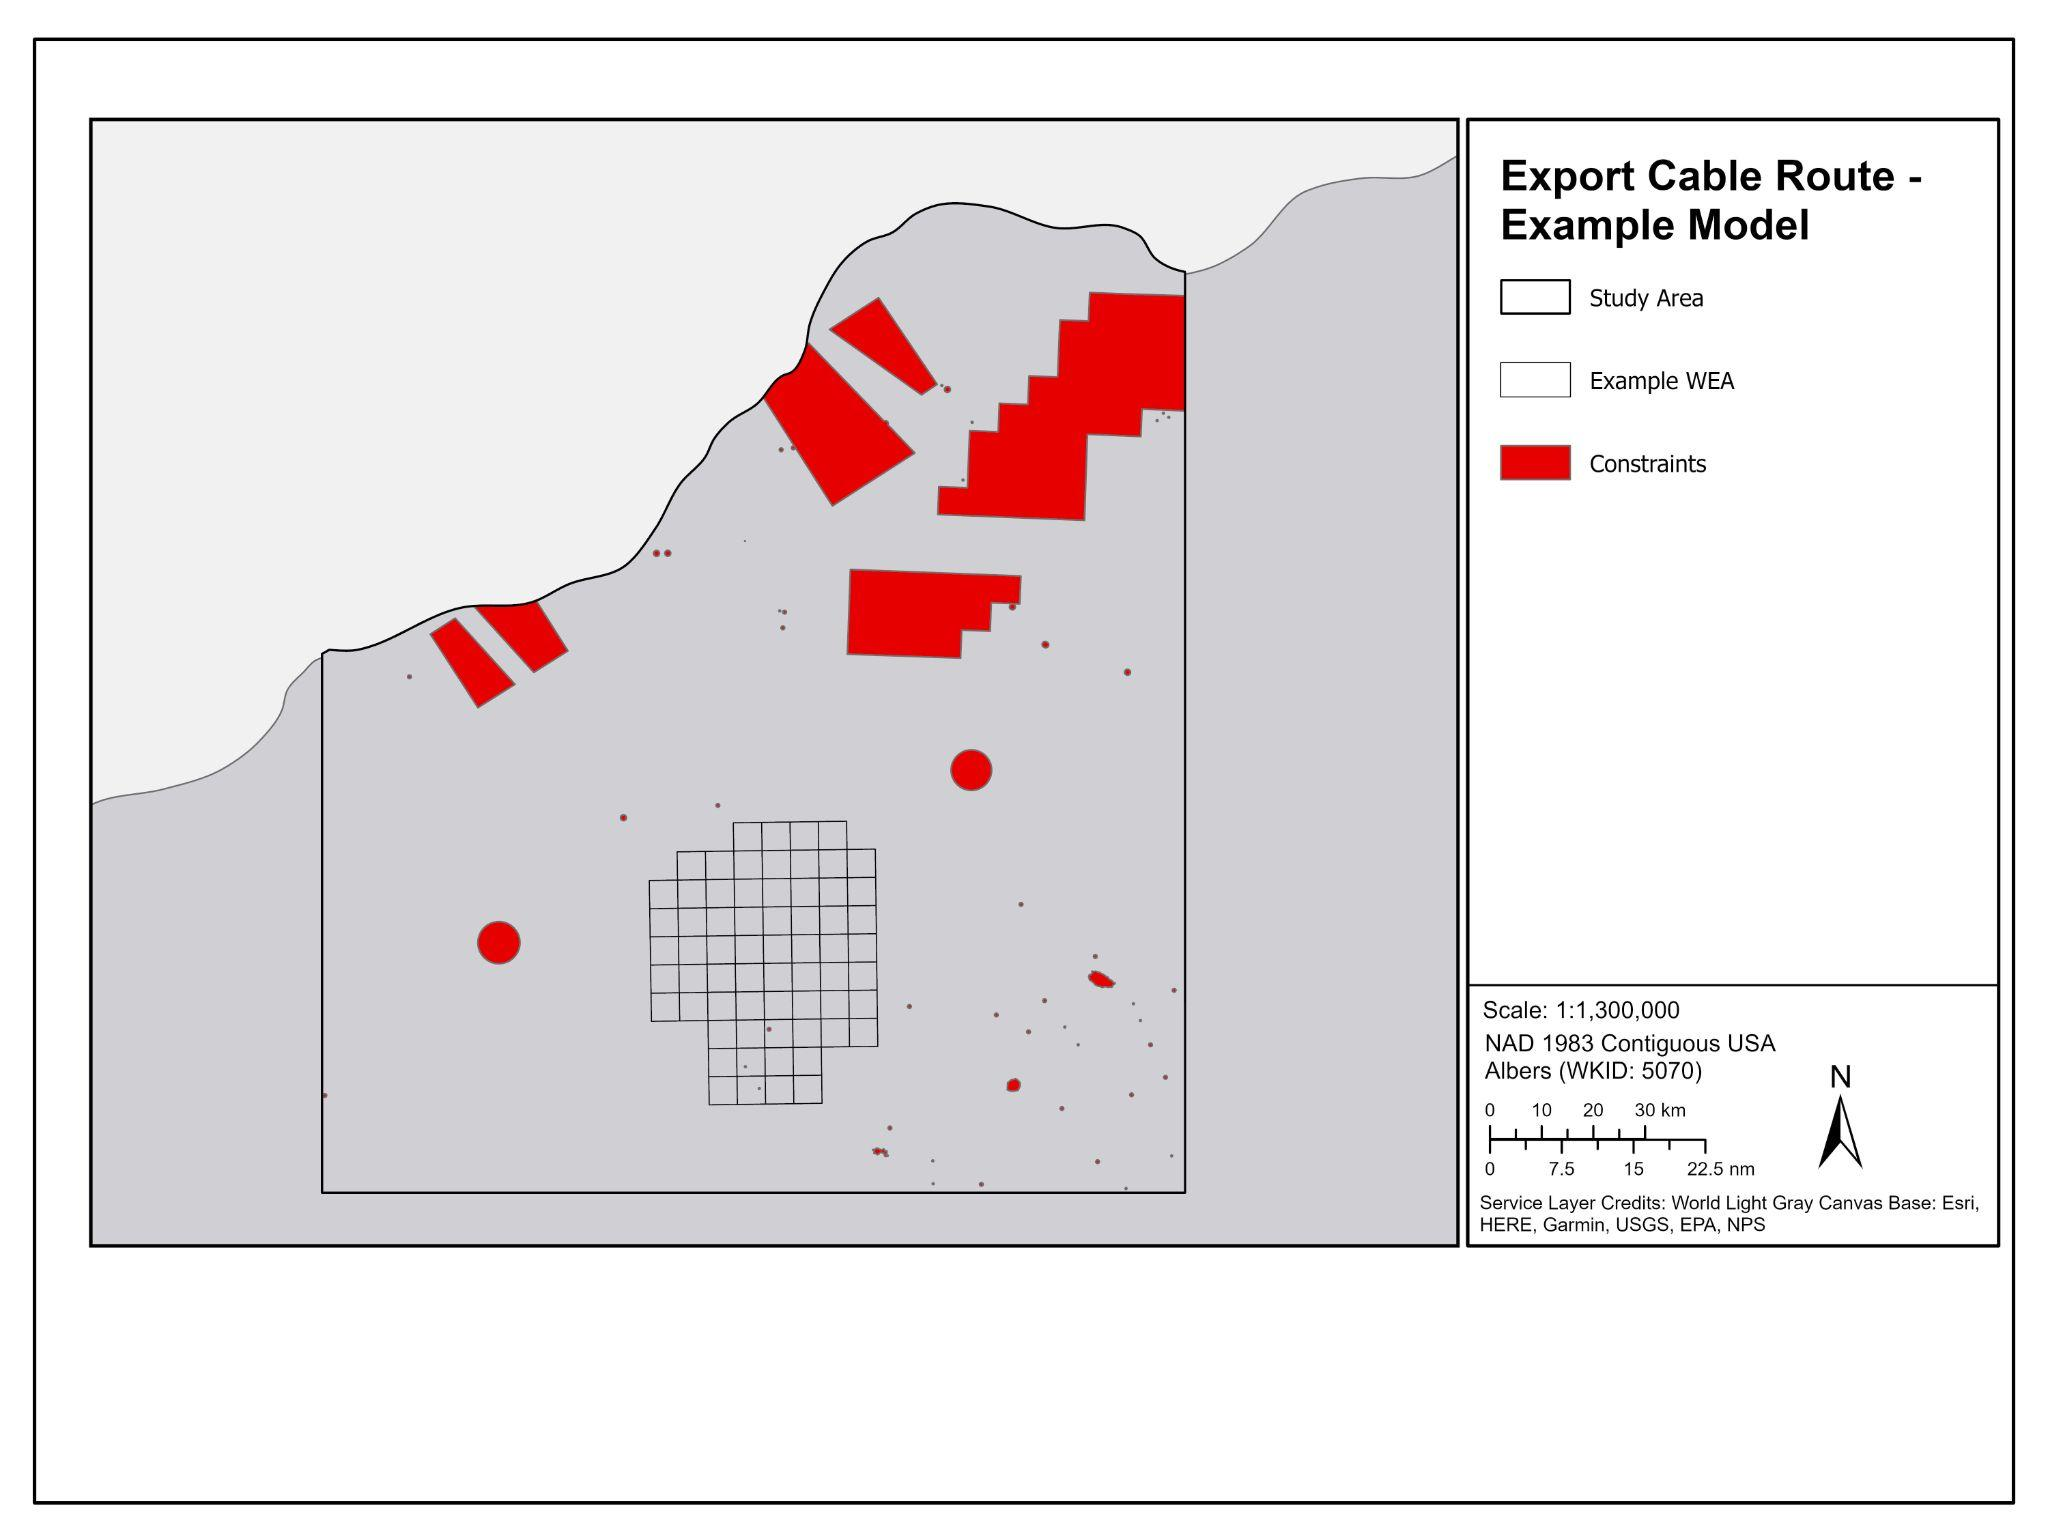 Export Cable Route -
Example Model
Study Area
Example WEA
Constraints
Scale: 1:1,300,000
NAD 1983 Contiguous USA
Albers (WKID: 5070)
N
0 10 20 30 km
0 7.5 15 22.5 nm
Service Layer Credits: World Light Gray Canvas Base: Esri,
HERE, Garmin, USGS, EPA, NPS